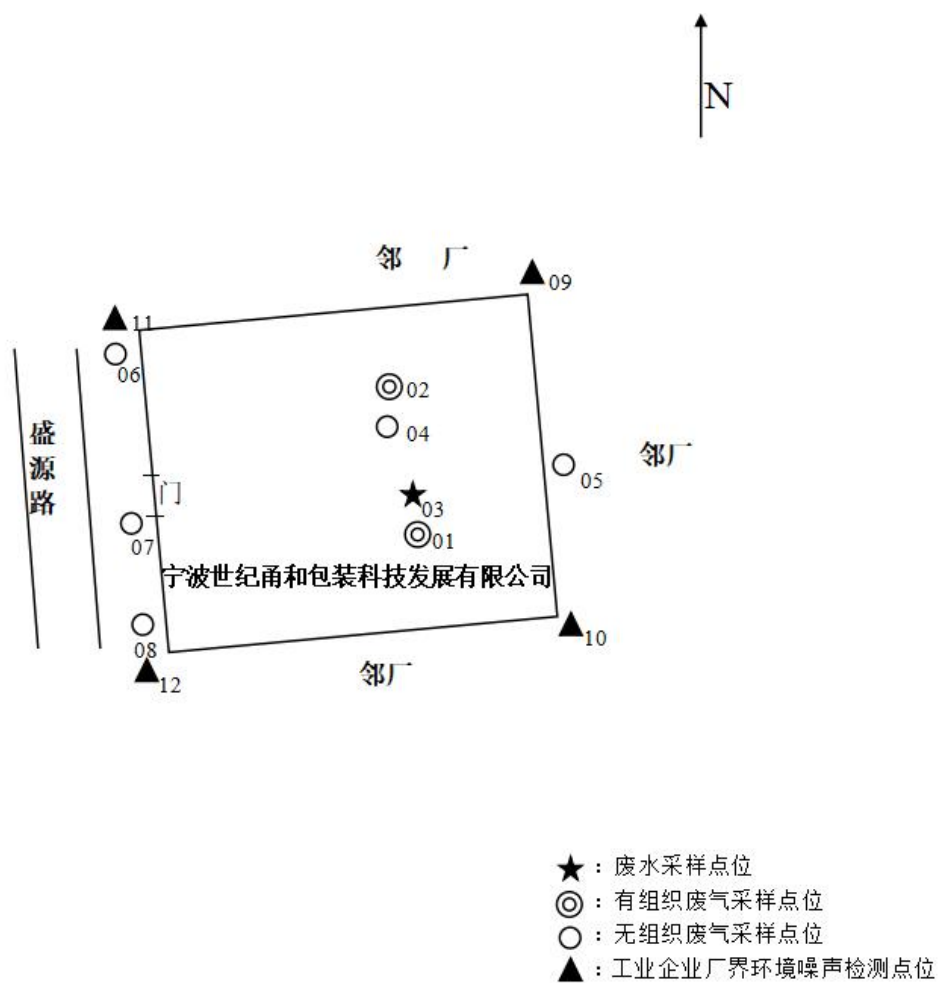 N
邻 厂
09
11
06
02
盛源路
04
邻厂
05
门
03
07
01
宁波世纪甬和包装科技发展有限公司
10
08
邻厂
12
★：废水采样点位
◎：有组织废气采样点位
○：无组织废气采样点位
▲：工业企业厂界环境噪声检测点位